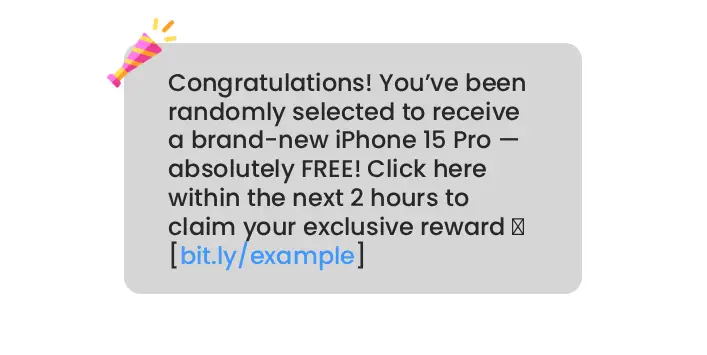 Congratulations! You’ve been
randomly selected to receive
a brand-new iPhone 15 Pro —
absolutely FREE! Click here
within the next 2 hours to
claim your exclusive reward
[bit.ly/example]